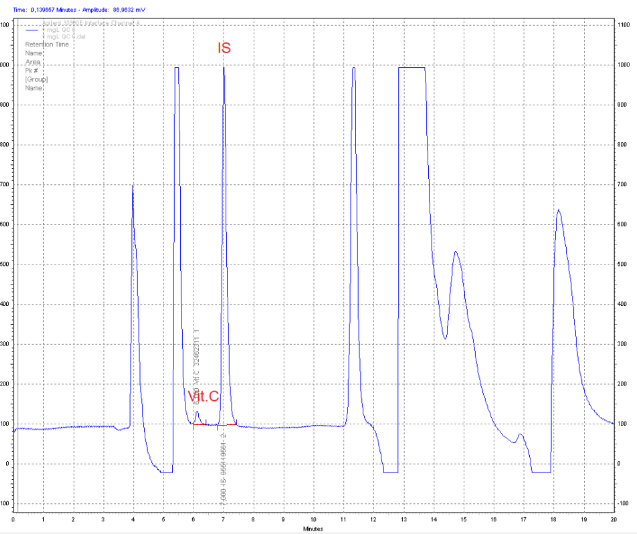 Time: 0,139867 Minutes - Amplitude: 86,9632 mV
Retention Time
Name
Area
Pk #
[Group]
Name
IS
Vit.C
1100
1000
900
800
700
600
500
400
300
200
100
0
-100
1100
1000
900
800
700
600
500
400
300
200
100
0
-100
0 1 2 3 4 5 6 7 8 9 10 11 12 13 14 15 16 17 18 19 20
Minutes